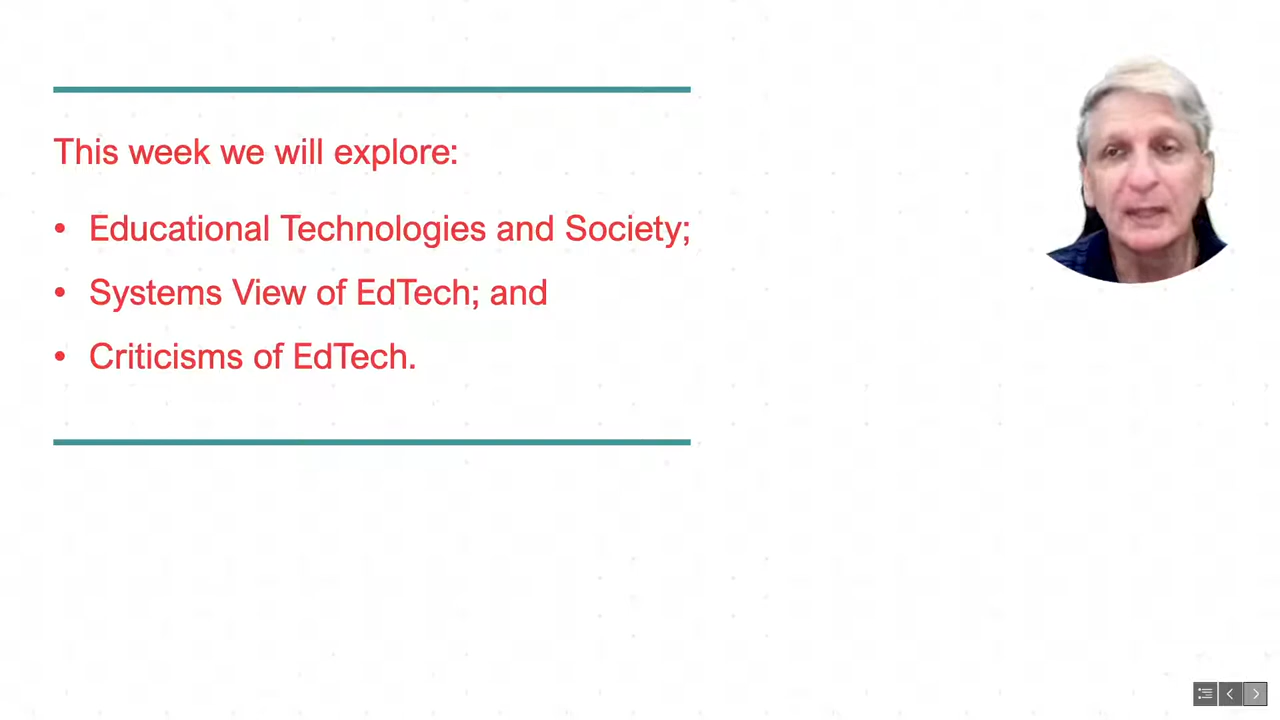 This week we will explore:
• Educational Technologies and Society;
• Systems View of EdTech; and
• Criticisms of EdTech.